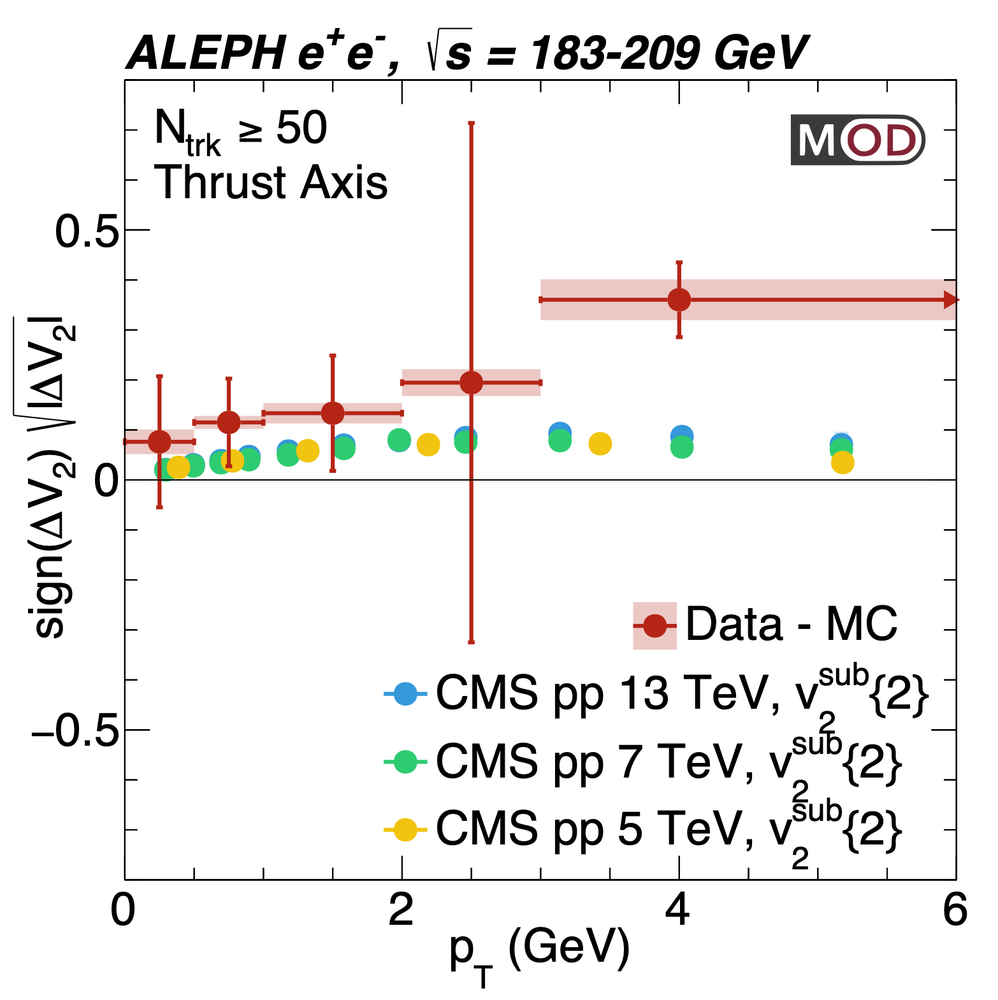 ALEPH e⁺e⁻, √s = 183-209 GeV
N_trk ≥ 50
Thrust Axis
MOD
0.5
0
−0.5
sign(ΔV₂) √|ΔV₂|
Data - MC
CMS pp 13 TeV, v₂^sub{2}
CMS pp 7 TeV, v₂^sub{2}
CMS pp 5 TeV, v₂^sub{2}
0 2 4 6
p_T (GeV)